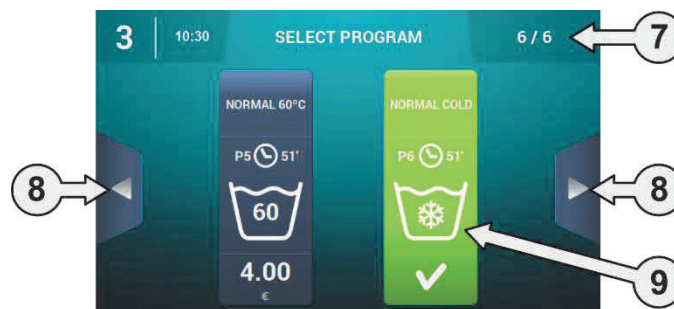 3
10:30
SELECT PROGRAM
6 / 6
7
NORMAL 60°C
NORMAL COLD
P5 51'
P6 51'
8
8
60
4.00
€
9